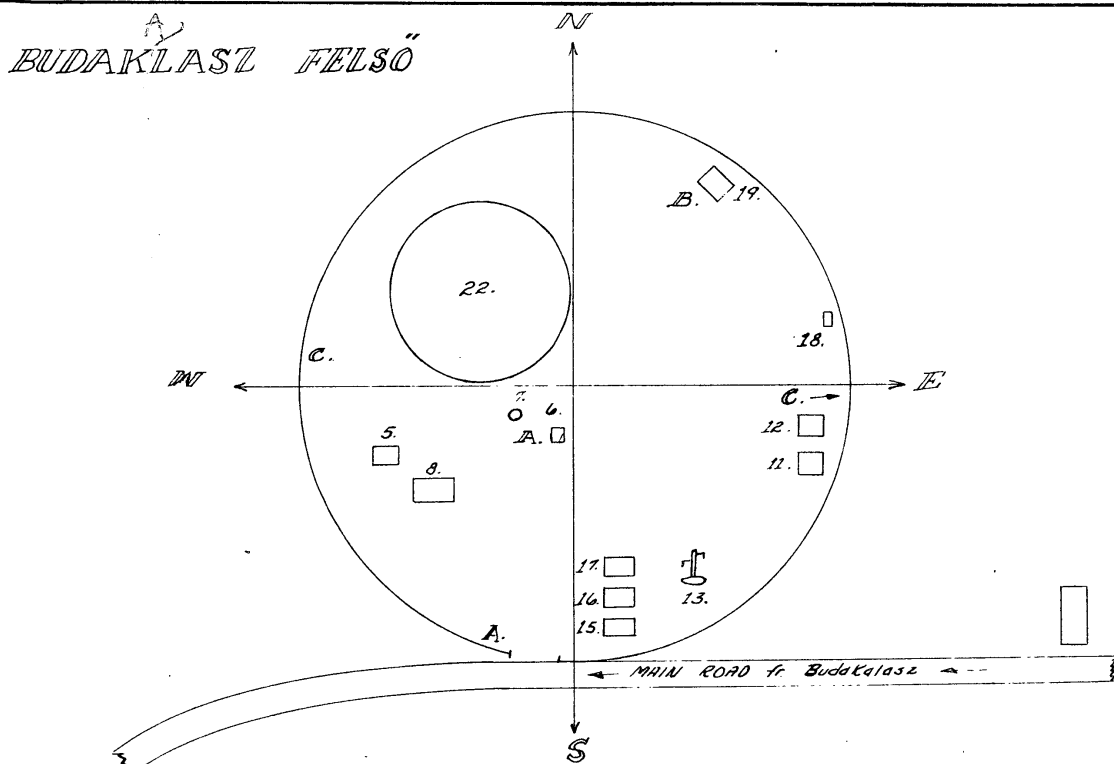 A
BUDAKLASZ FELSŐ
N
B.
19.
22.
18.
C.
W
E
C. →
7.
6.
A.
12.
5.
11.
8.
17.
16.
13.
15.
A.
← MAIN ROAD fr. Budakalasz ←
S